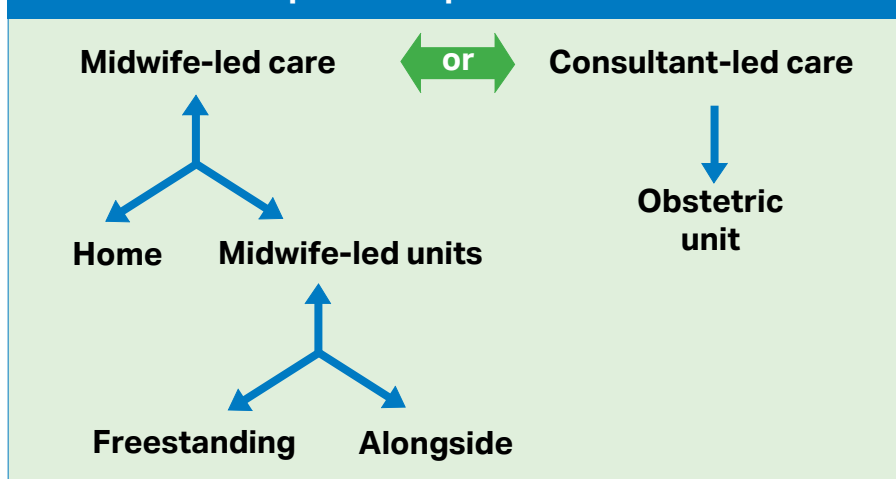 Midwife-led care or Consultant-led care
Home Midwife-led units
Obstetric
unit
Freestanding Alongside